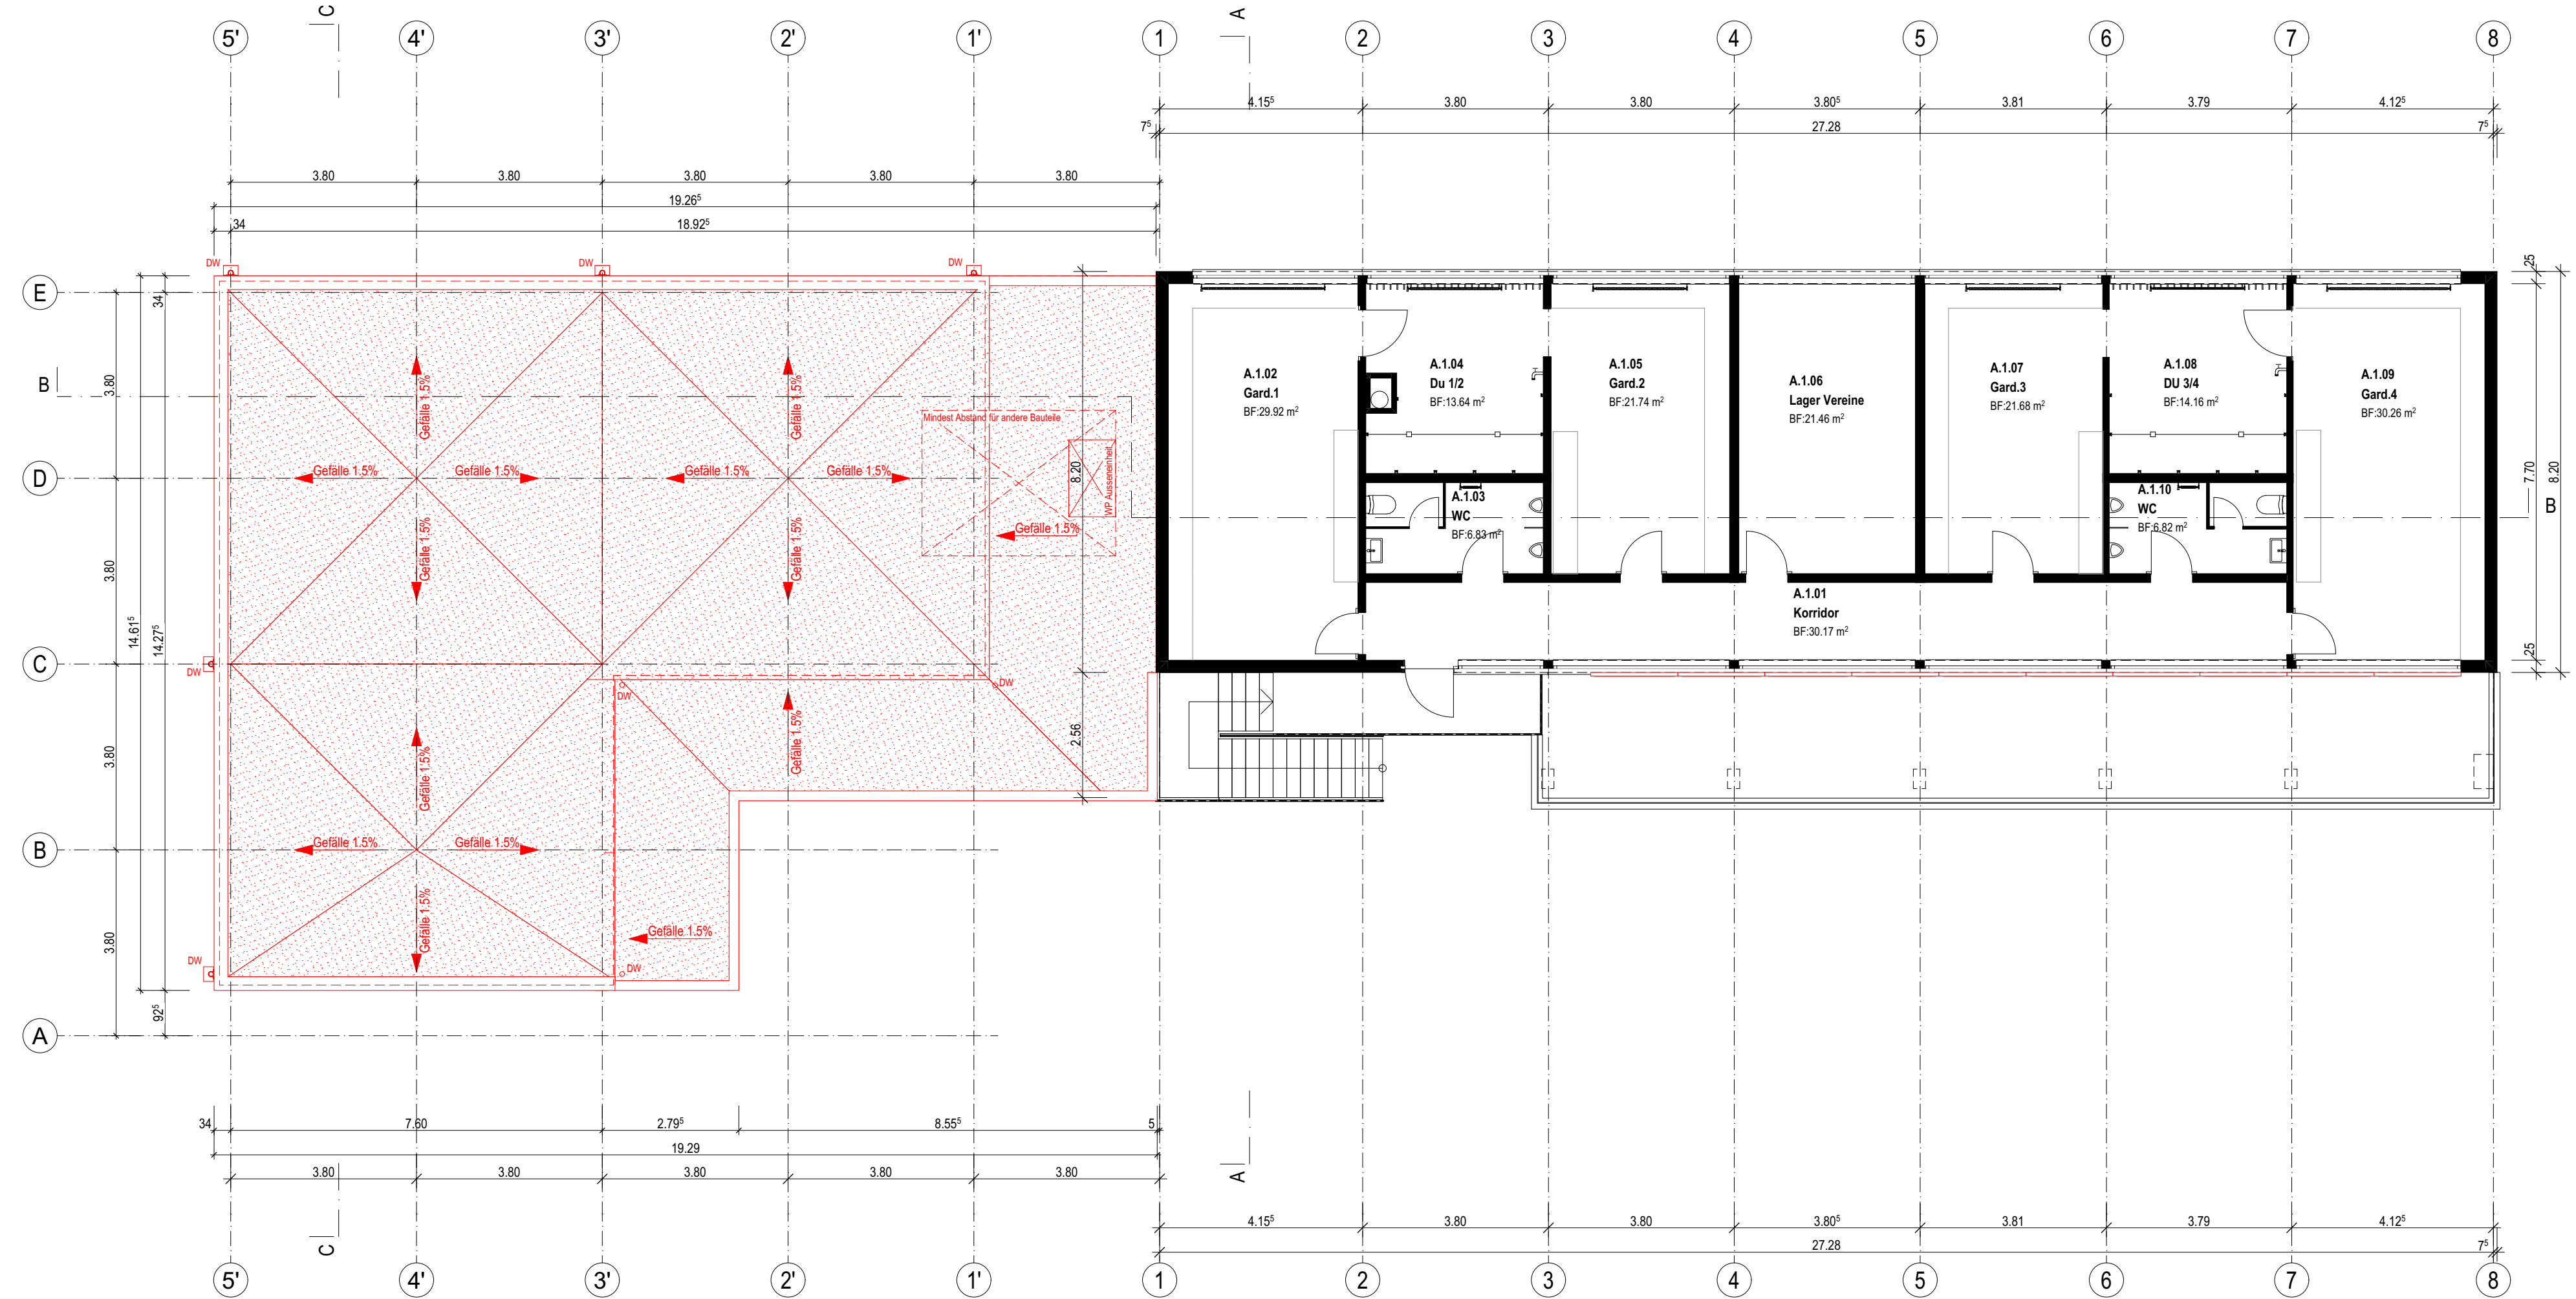 C
A
5' 4' 3' 2' 1' 1 2 3 4 5 6 7 8
4.15⁵ 3.80 3.80 3.80⁵ 3.81 3.79 4.12⁵
7⁵ 27.28 7⁵
3.80 3.80 3.80 3.80 3.80
19.26⁵
34 18.92⁵
DW DW DW
E
34
25
B
3.80
Gefälle 1.5% Gefälle 1.5%
Mindest Abstand für andere Bauteile
WP Ausseneinheit
8.20
A.1.02
Gard.1
BF:29.92 m²
A.1.04
Du 1/2
BF:13.64 m²
A.1.05
Gard.2
BF:21.74 m²
A.1.06
Lager Vereine
BF:21.46 m²
A.1.07
Gard.3
BF:21.68 m²
A.1.08
DU 3/4
BF:14.16 m²
A.1.09
Gard.4
BF:30.26 m²
7.70
8.20
D
Gefälle 1.5% Gefälle 1.5% Gefälle 1.5% Gefälle 1.5%
A.1.03
WC
BF:6.83 m²
A.1.10
WC
BF:6.82 m²
B
Gefälle 1.5%
3.80
Gefälle 1.5% Gefälle 1.5%
A.1.01
Korridor
BF:30.17 m²
14.61⁵
14.27⁵
25
C
DW
DW
DW
3.80
Gefälle 1.5%
Gefälle 1.5%
2.56
B
Gefälle 1.5% Gefälle 1.5%
3.80
Gefälle 1.5%
Gefälle 1.5%
DW
DW
92⁵
A
34 7.60 2.79⁵ 8.55⁵ 5
19.29
3.80 3.80 3.80 3.80 3.80
A
4.15⁵ 3.80 3.80 3.80⁵ 3.81 3.79 4.12⁵
C
27.28 7⁵
5' 4' 3' 2' 1' 1 2 3 4 5 6 7 8